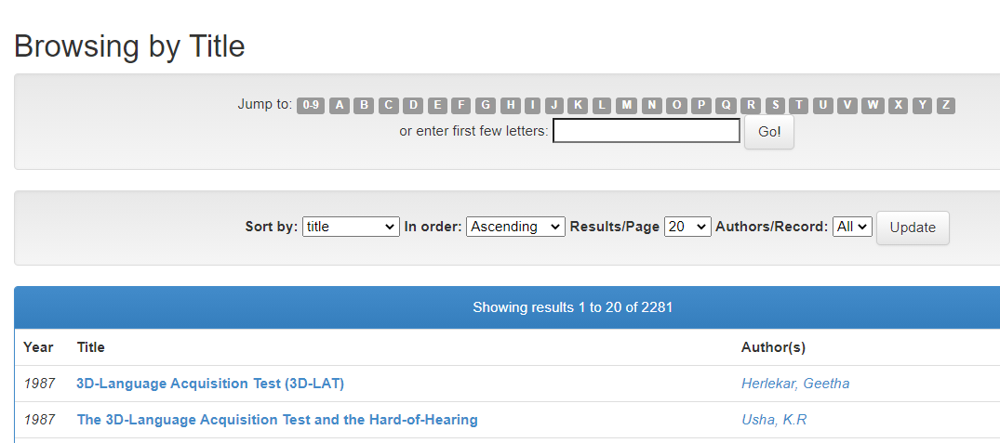 Browsing by Title
Jump to: 0-9 A B C D E F G H I J K L M N O P Q R S T U V W X Y Z
or enter first few letters: Go!
Sort by: title In order: Ascending Results/Page 20 Authors/Record: All Update
Showing results 1 to 20 of 2281
Year Title Author(s)
1987 3D-Language Acquisition Test (3D-LAT) Herlekar, Geetha
1987 The 3D-Language Acquisition Test and the Hard-of-Hearing Usha, K.R